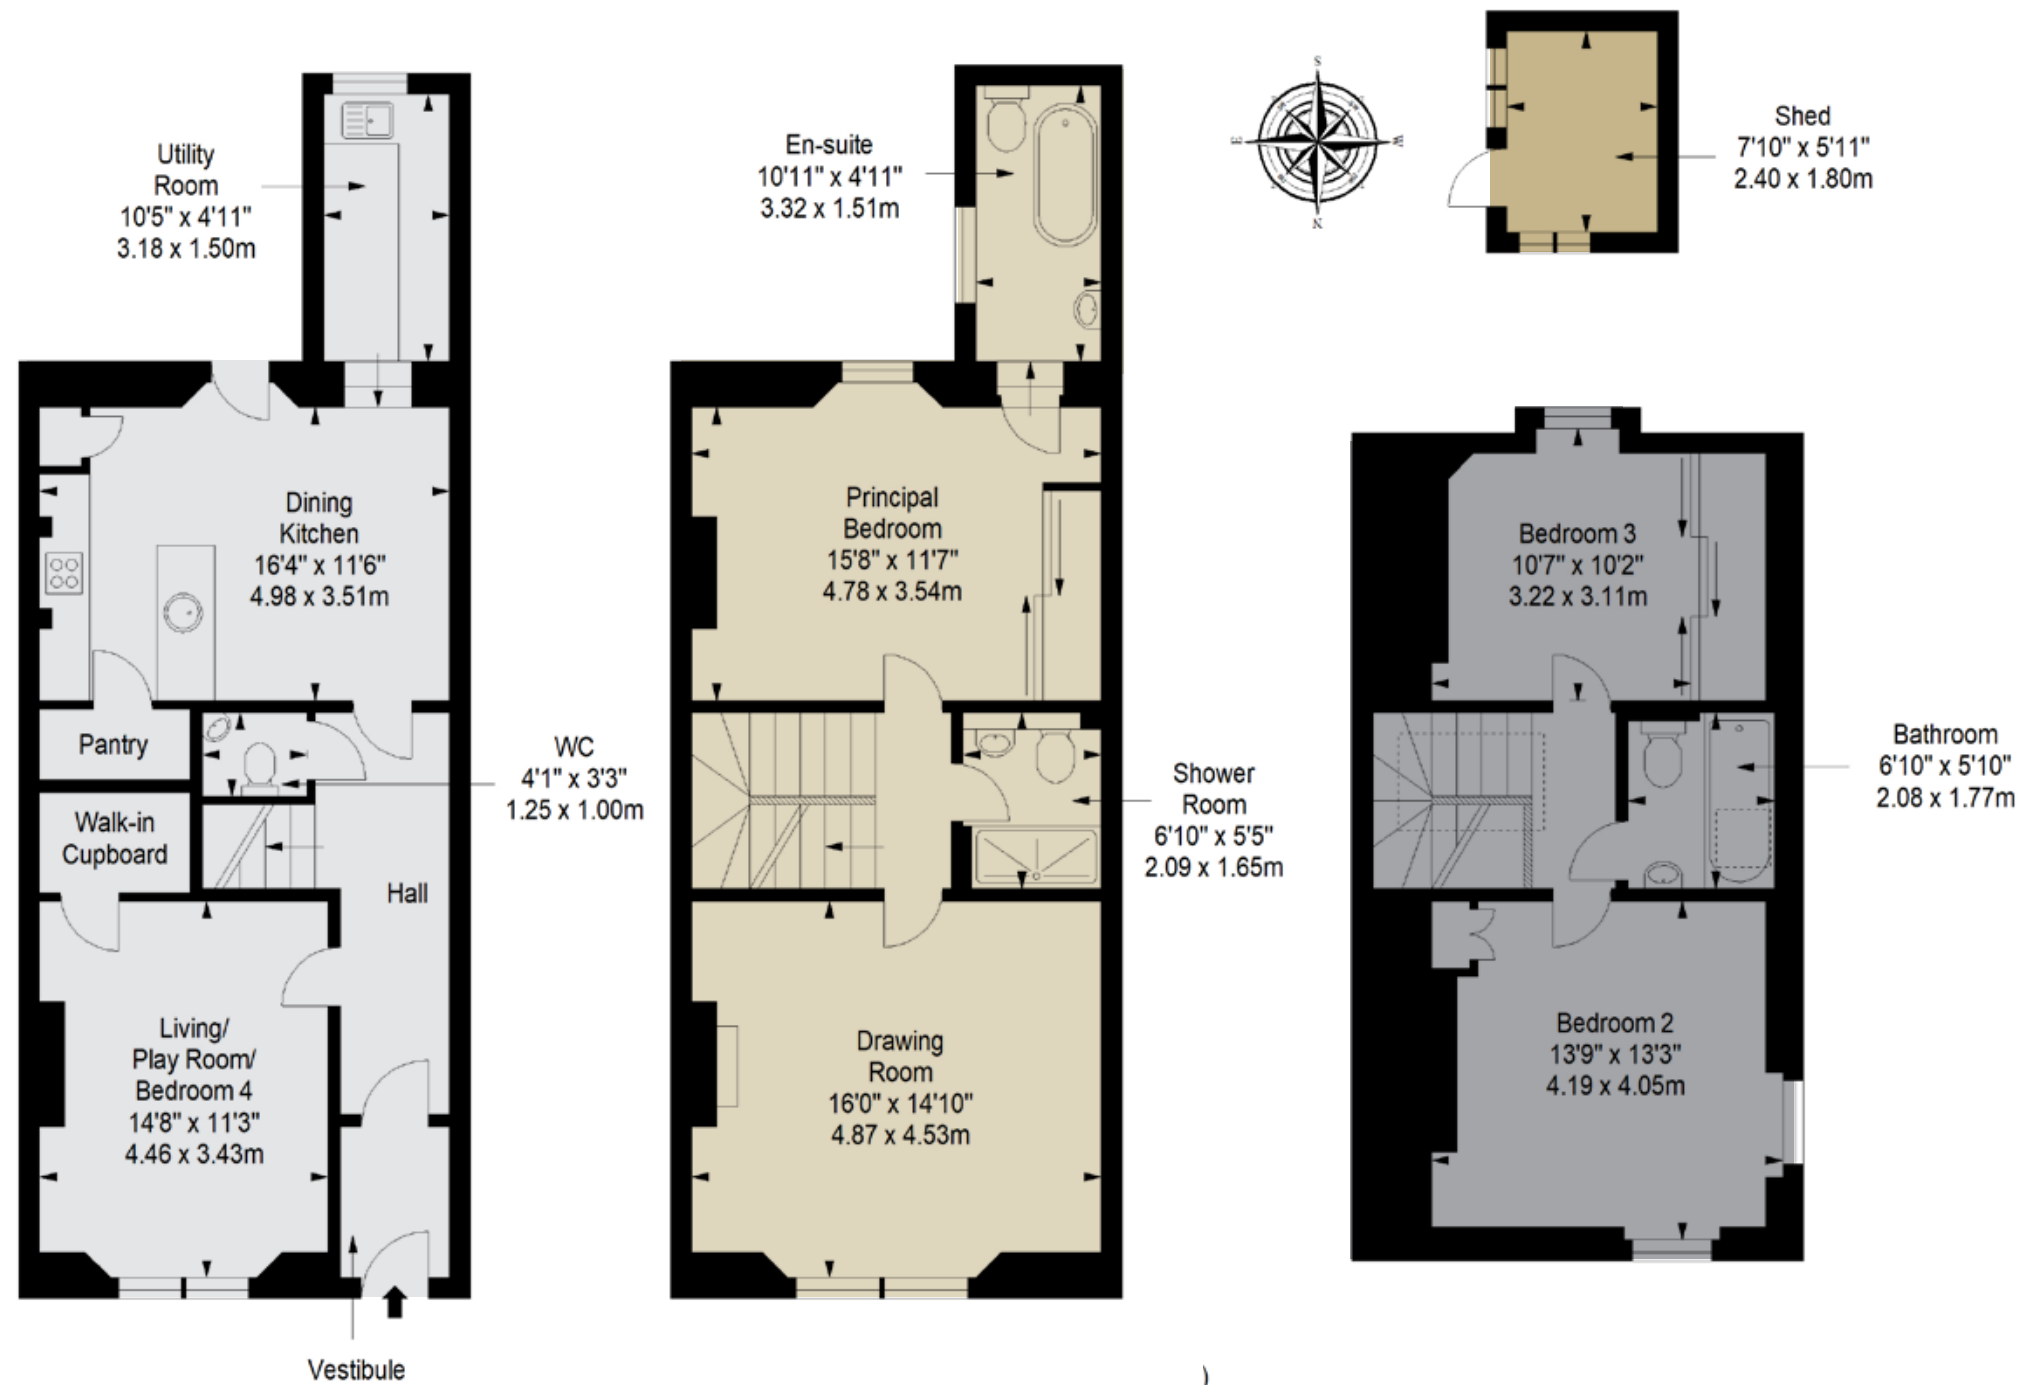 Utility
Room
10'5" x 4'11"
3.18 x 1.50m
Dining
Kitchen
16'4" x 11'6"
4.98 x 3.51m
Pantry
WC
4'1" x 3'3"
1.25 x 1.00m
Walk-in
Cupboard
Hall
Living/
Play Room/
Bedroom 4
14'8" x 11'3"
4.46 x 3.43m
Vestibule
En-suite
10'11" x 4'11"
3.32 x 1.51m
Principal
Bedroom
15'8" x 11'7"
4.78 x 3.54m
Shower
Room
6'10" x 5'5"
2.09 x 1.65m
Drawing
Room
16'0" x 14'10"
4.87 x 4.53m
S
E
W
N
Shed
7'10" x 5'11"
2.40 x 1.80m
Bedroom 3
10'7" x 10'2"
3.22 x 3.11m
Bathroom
6'10" x 5'10"
2.08 x 1.77m
Bedroom 2
13'9" x 13'3"
4.19 x 4.05m
)